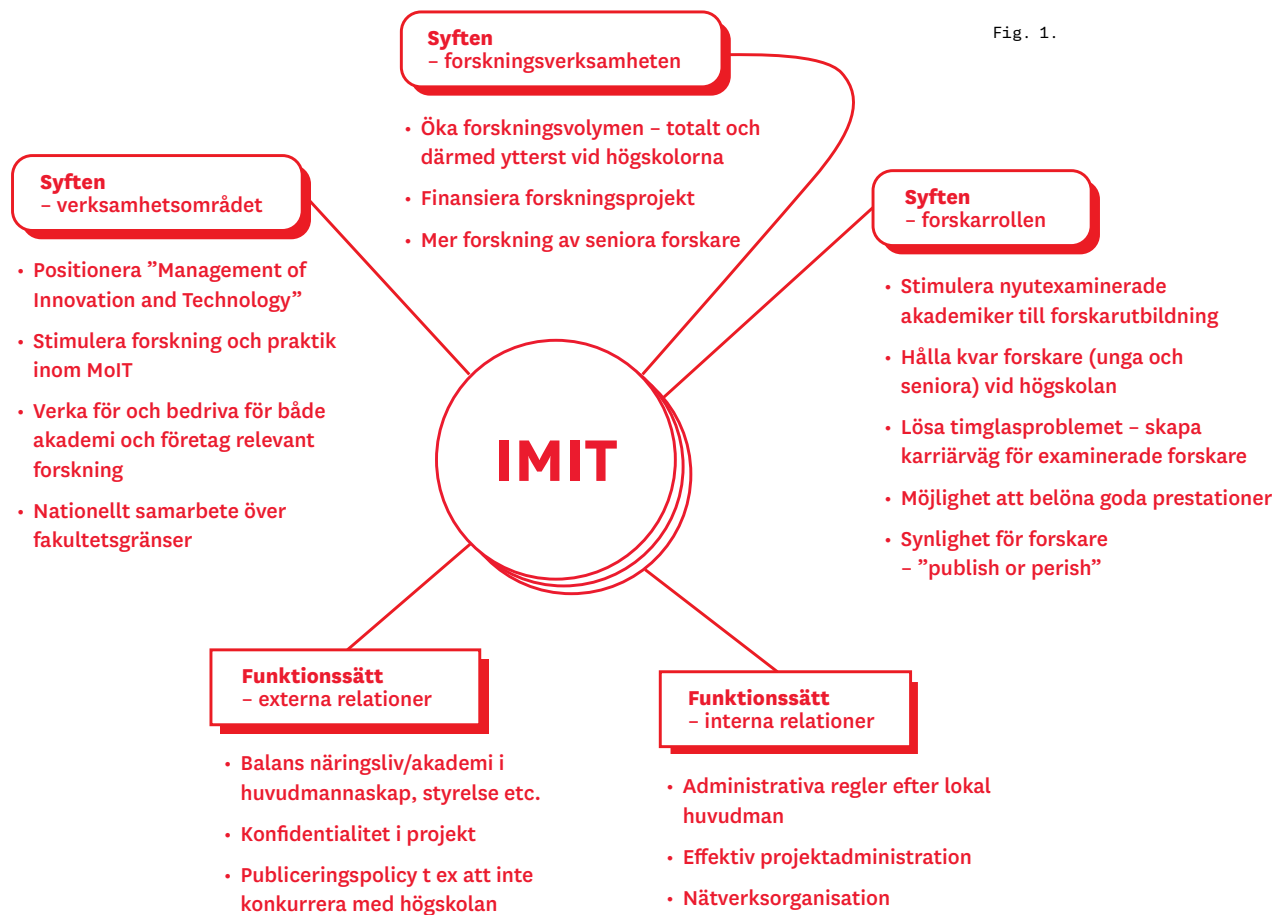 Fig. 1.
Syften
– forskningsverksamheten
• Öka forskningsvolymen – totalt och
därmed ytterst vid högskolorna
• Finansiera forskningsprojekt
• Mer forskning av seniora forskare
Syften
– verksamhetsområdet
• Positionera ”Management of
Innovation and Technology”
• Stimulera forskning och praktik
inom MoIT
• Verka för och bedriva för både
akademi och företag relevant
forskning
• Nationellt samarbete över
fakultetsgränser
Syften
– forskarrollen
• Stimulera nyutexaminerade
akademiker till forskarutbildning
• Hålla kvar forskare (unga och
seniora) vid högskolan
• Lösa timglasproblemet – skapa
karriärväg för examinerade forskare
• Möjlighet att belöna goda prestationer
• Synlighet för forskare
– ”publish or perish”
IMIT
Funktionssätt
– externa relationer
• Balans näringsliv/akademi i
huvudmannaskap, styrelse etc.
• Konfidentialitet i projekt
• Publiceringspolicy t ex att inte
konkurrera med högskolan
Funktionssätt
– interna relationer
• Administrativa regler efter lokal
huvudman
• Effektiv projektadministration
• Nätverksorganisation